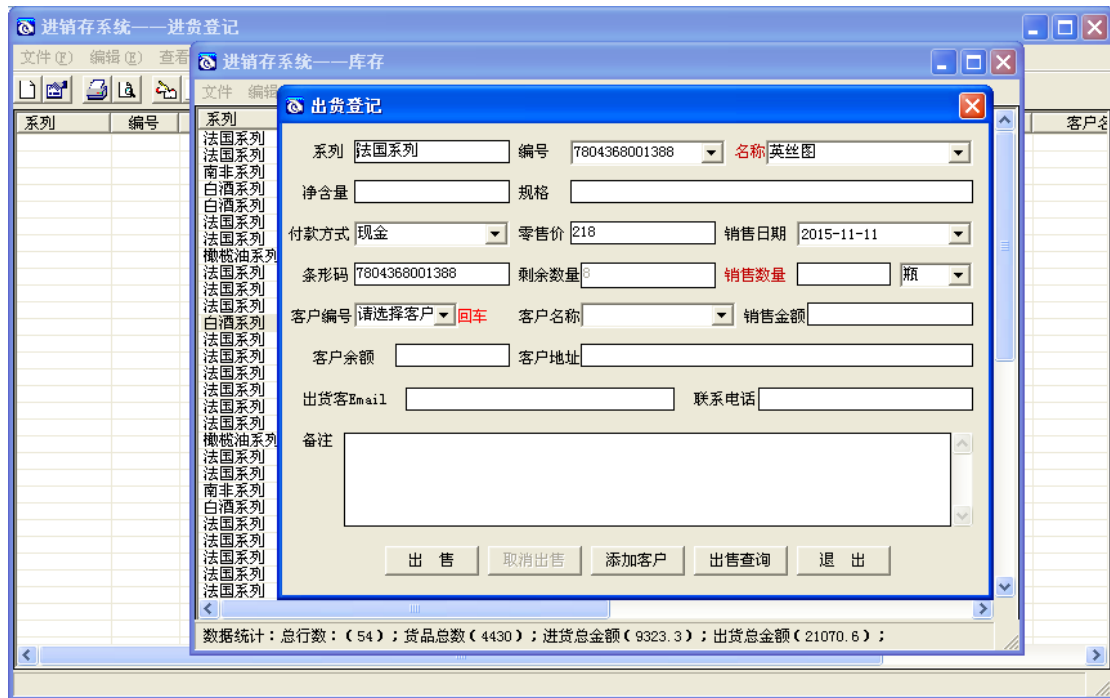 进销存系统——进货登记
文件(F) 编辑(E) 查看
系列 编号 客户名
进销存系统——库存
文件 编辑
系列
法国系列
法国系列
南非系列
白酒系列
白酒系列
法国系列
法国系列
橄榄油系列
法国系列
法国系列
法国系列
白酒系列
法国系列
法国系列
法国系列
法国系列
法国系列
法国系列
橄榄油系列
法国系列
法国系列
南非系列
白酒系列
法国系列
法国系列
法国系列
法国系列
法国系列
出货登记
系列 法国系列 编号 7804368001388 名称 英丝图
净含量 规格
付款方式 现金 零售价 218 销售日期 2015-11-11
条形码 7804368001388 剩余数量 8 销售数量 瓶
客户编号 请选择客户 回车 客户名称 销售金额
客户余额 客户地址
出货客Email 联系电话
备注
出 售 取消出售 添加客户 出售查询 退 出
数据统计：总行数：(54)；货品总数(4430)；进货总金额(9323.3)；出货总金额(21070.6)；